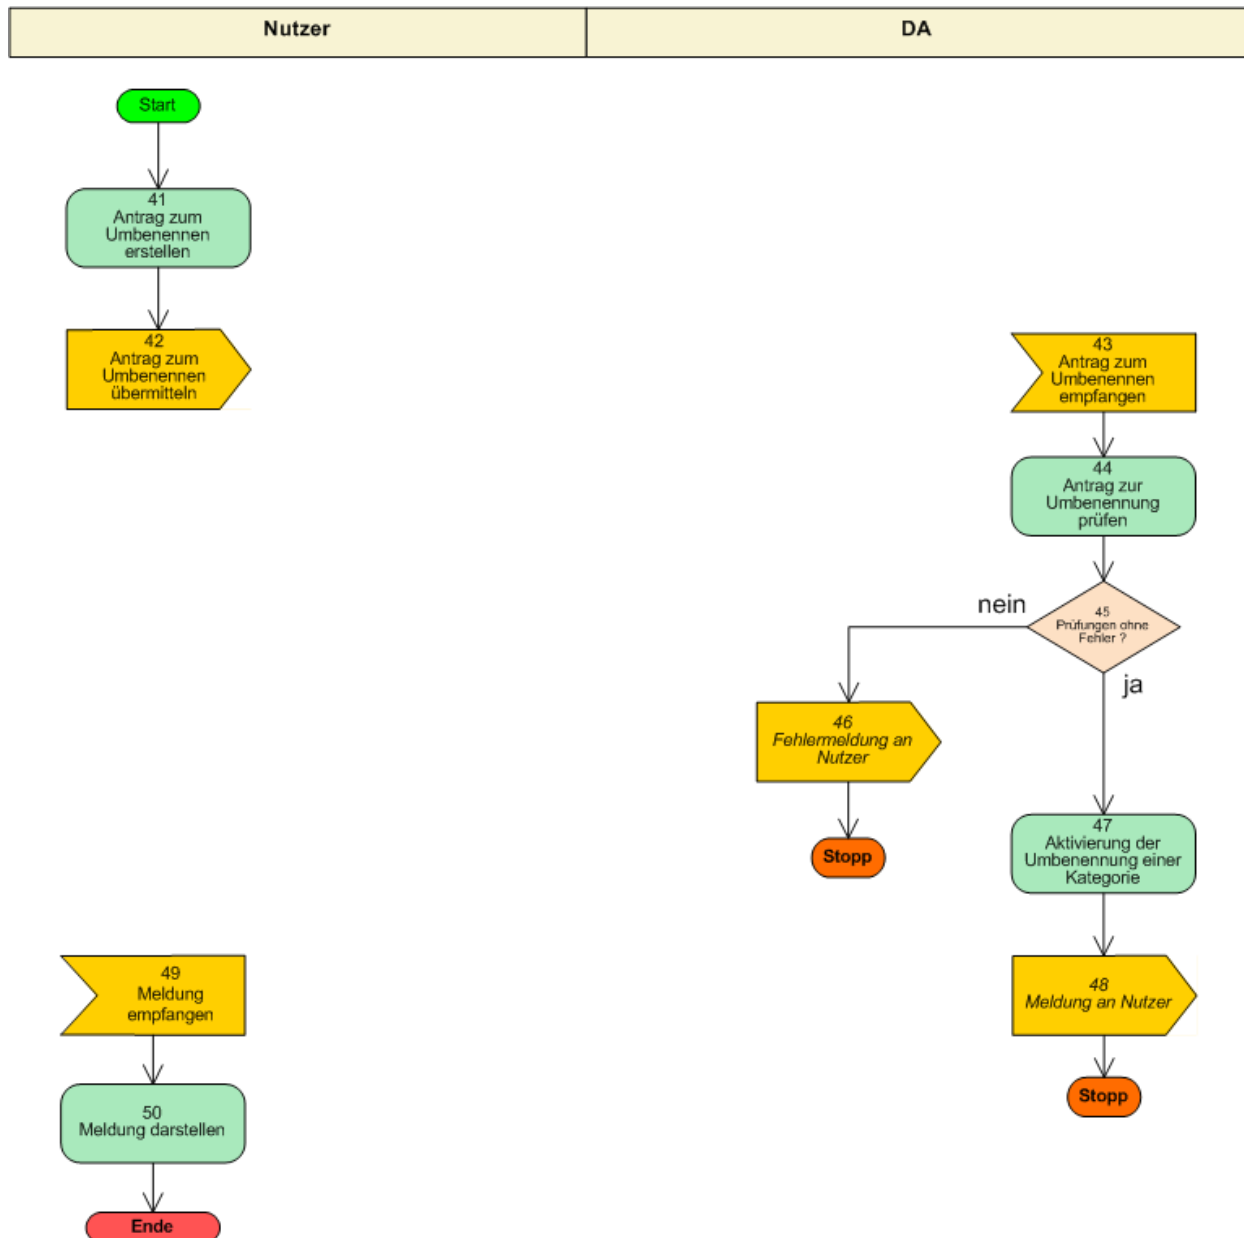 Nutzer
DA
Start
41
Antrag zum
Umbenennen
erstellen
42
Antrag zum
Umbenennen
übermitteln
43
Antrag zum
Umbenennen
empfangen
44
Antrag zur
Umbenennung
prüfen
nein
45
Prüfungen ohne
Fehler ?
ja
46
Fehlermeldung an
Nutzer
Stopp
47
Aktivierung der
Umbenennung einer
Kategorie
49
Meldung
empfangen
48
Meldung an Nutzer
Stopp
50
Meldung darstellen
Ende